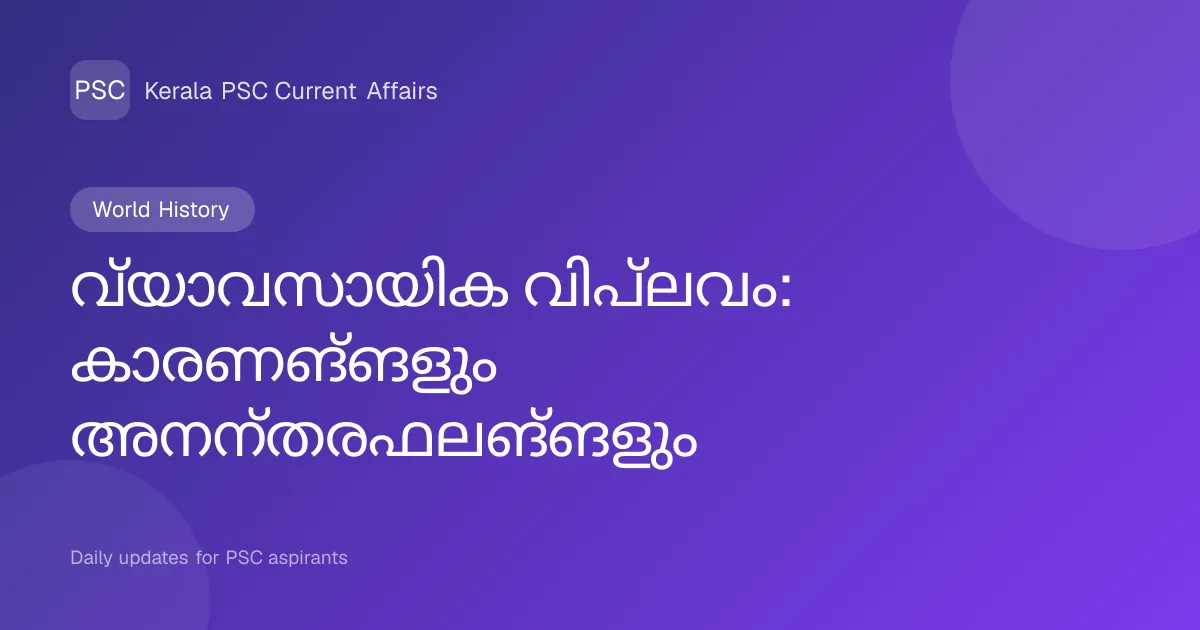 PSC
Kerala PSC Current Affairs
World History
വ്യാവസായിക വിപ്ലവം:
കാരണങ്ങളും
അനന്തരഫലങ്ങളും
Daily updates for PSC aspirants